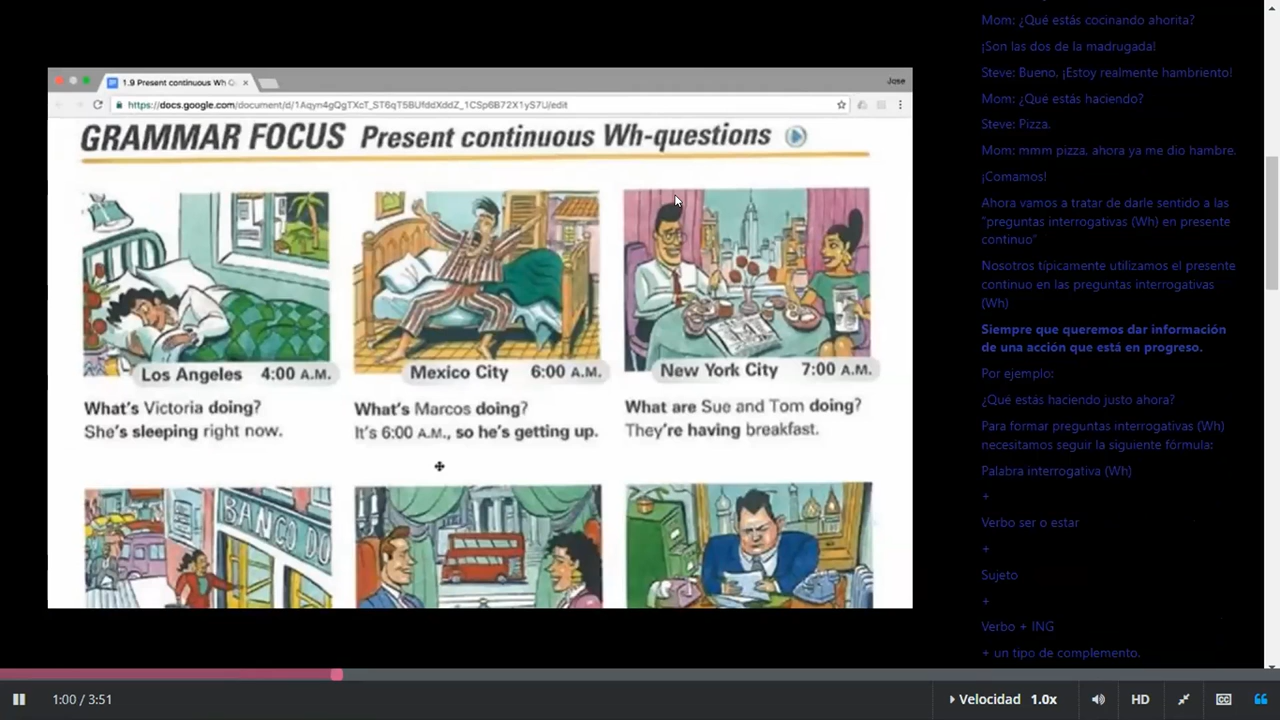 1.9 Present continuous Wh Q
Jose
https://docs.google.com/document/d/1Aqyn4gQgTXcT_ST6qT5BUfddXddZ_1CSp6B72X1yS7U/edit
GRAMMAR FOCUS Present continuous Wh-questions
Los Angeles 4:00 A.M.
Mexico City 6:00 A.M.
New York City 7:00 A.M.
What's Victoria doing?
She's sleeping right now.
What's Marcos doing?
It's 6:00 A.M., so he's getting up.
What are Sue and Tom doing?
They're having breakfast.
BANCO DO
Mom: ¿Qué estás cocinando ahorita?
¡Son las dos de la madrugada!
Steve: Bueno. ¡Estoy realmente hambriento!
Mom: ¿Que estás haciendo?
Steve: Pizza.
Mom: mmm pizza, ahora ya me dio hambre.
¡Comamos!
Ahora vamos a tratar de darle sentido a las
"preguntas interrogativas (Wh) en presente
continuo"
Nosotros típicamente utilizamos el presente
continuo en las preguntas interrogativas
(Wh)
Siempre que queremos dar información
de una acción que está en progreso.
Por ejemplo:
¿Qué estás haciendo justo ahora?
Para formar preguntas interrogativas (Wh)
necesitamos seguir la siguiente fórmula:
Palabra interrogativa (Wh)
+
Verbo ser o estar
+
Sujeto
+
Verbo + ING
+ un tipo de complemento.
1:00 / 3:51
Velocidad 1.0x
HD
CC